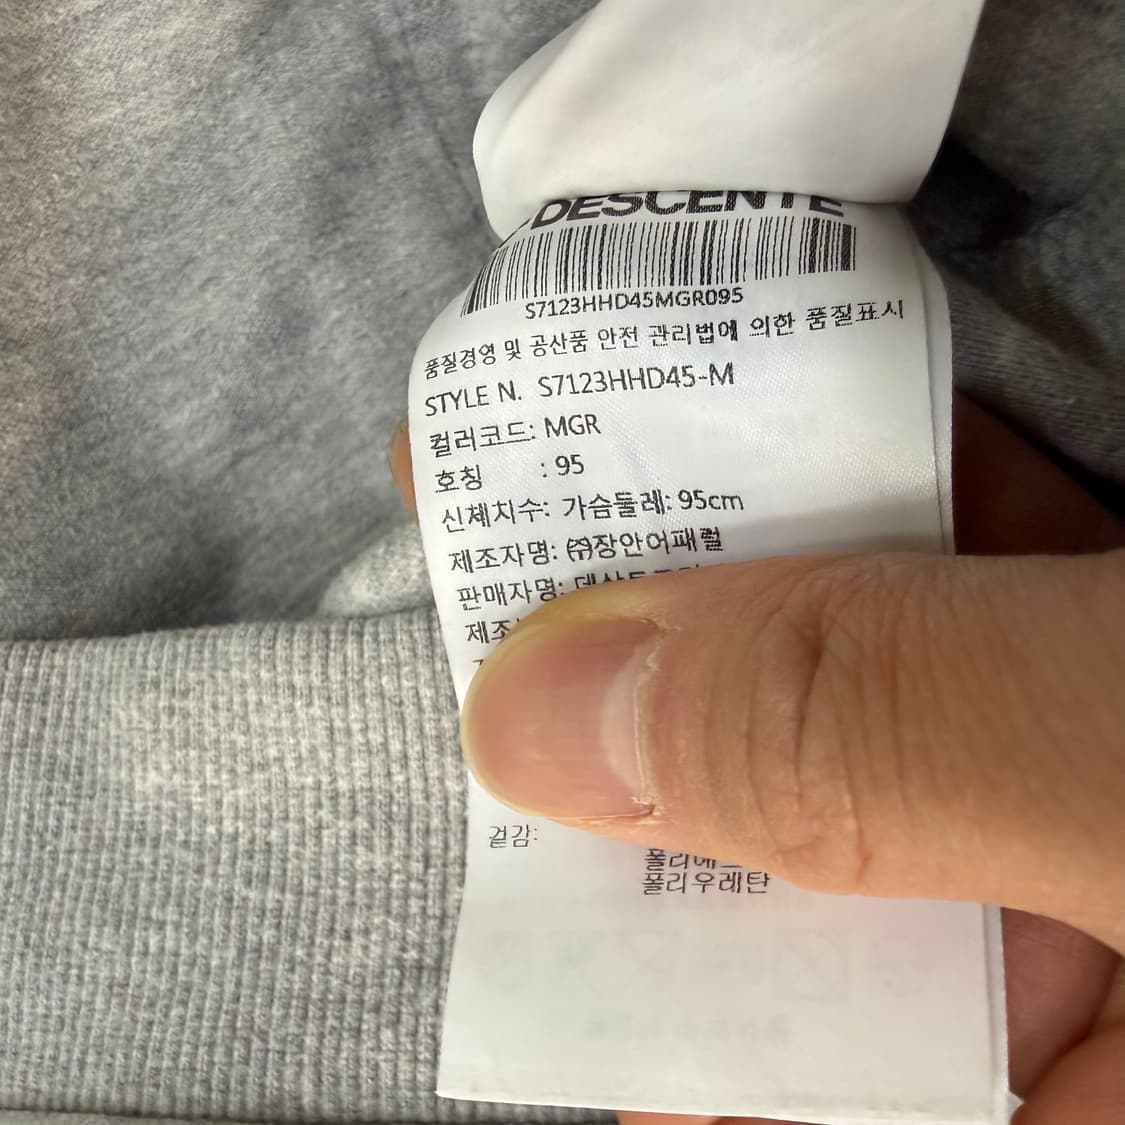 DESCENTE
S7123HHD45MGR095
품질경영 및 공산품 안전 관리법에 의한 품질표시
STYLE N. S7123HHD45-M
컬러코드: MGR
호칭 : 95
신체치수: 가슴둘레: 95cm
제조자명: ㈜장안어패럴
판매자명:
겉감:
폴리우레탄